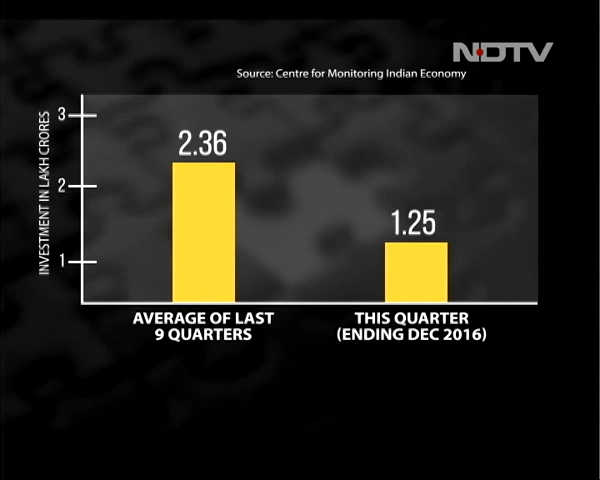 NDTV
Source: Centre for Monitoring Indian Economy
INVESTMENT IN LAKH CRORES
3
2
1
2.36
1.25
AVERAGE OF LAST
9 QUARTERS
THIS QUARTER
(ENDING DEC 2016)